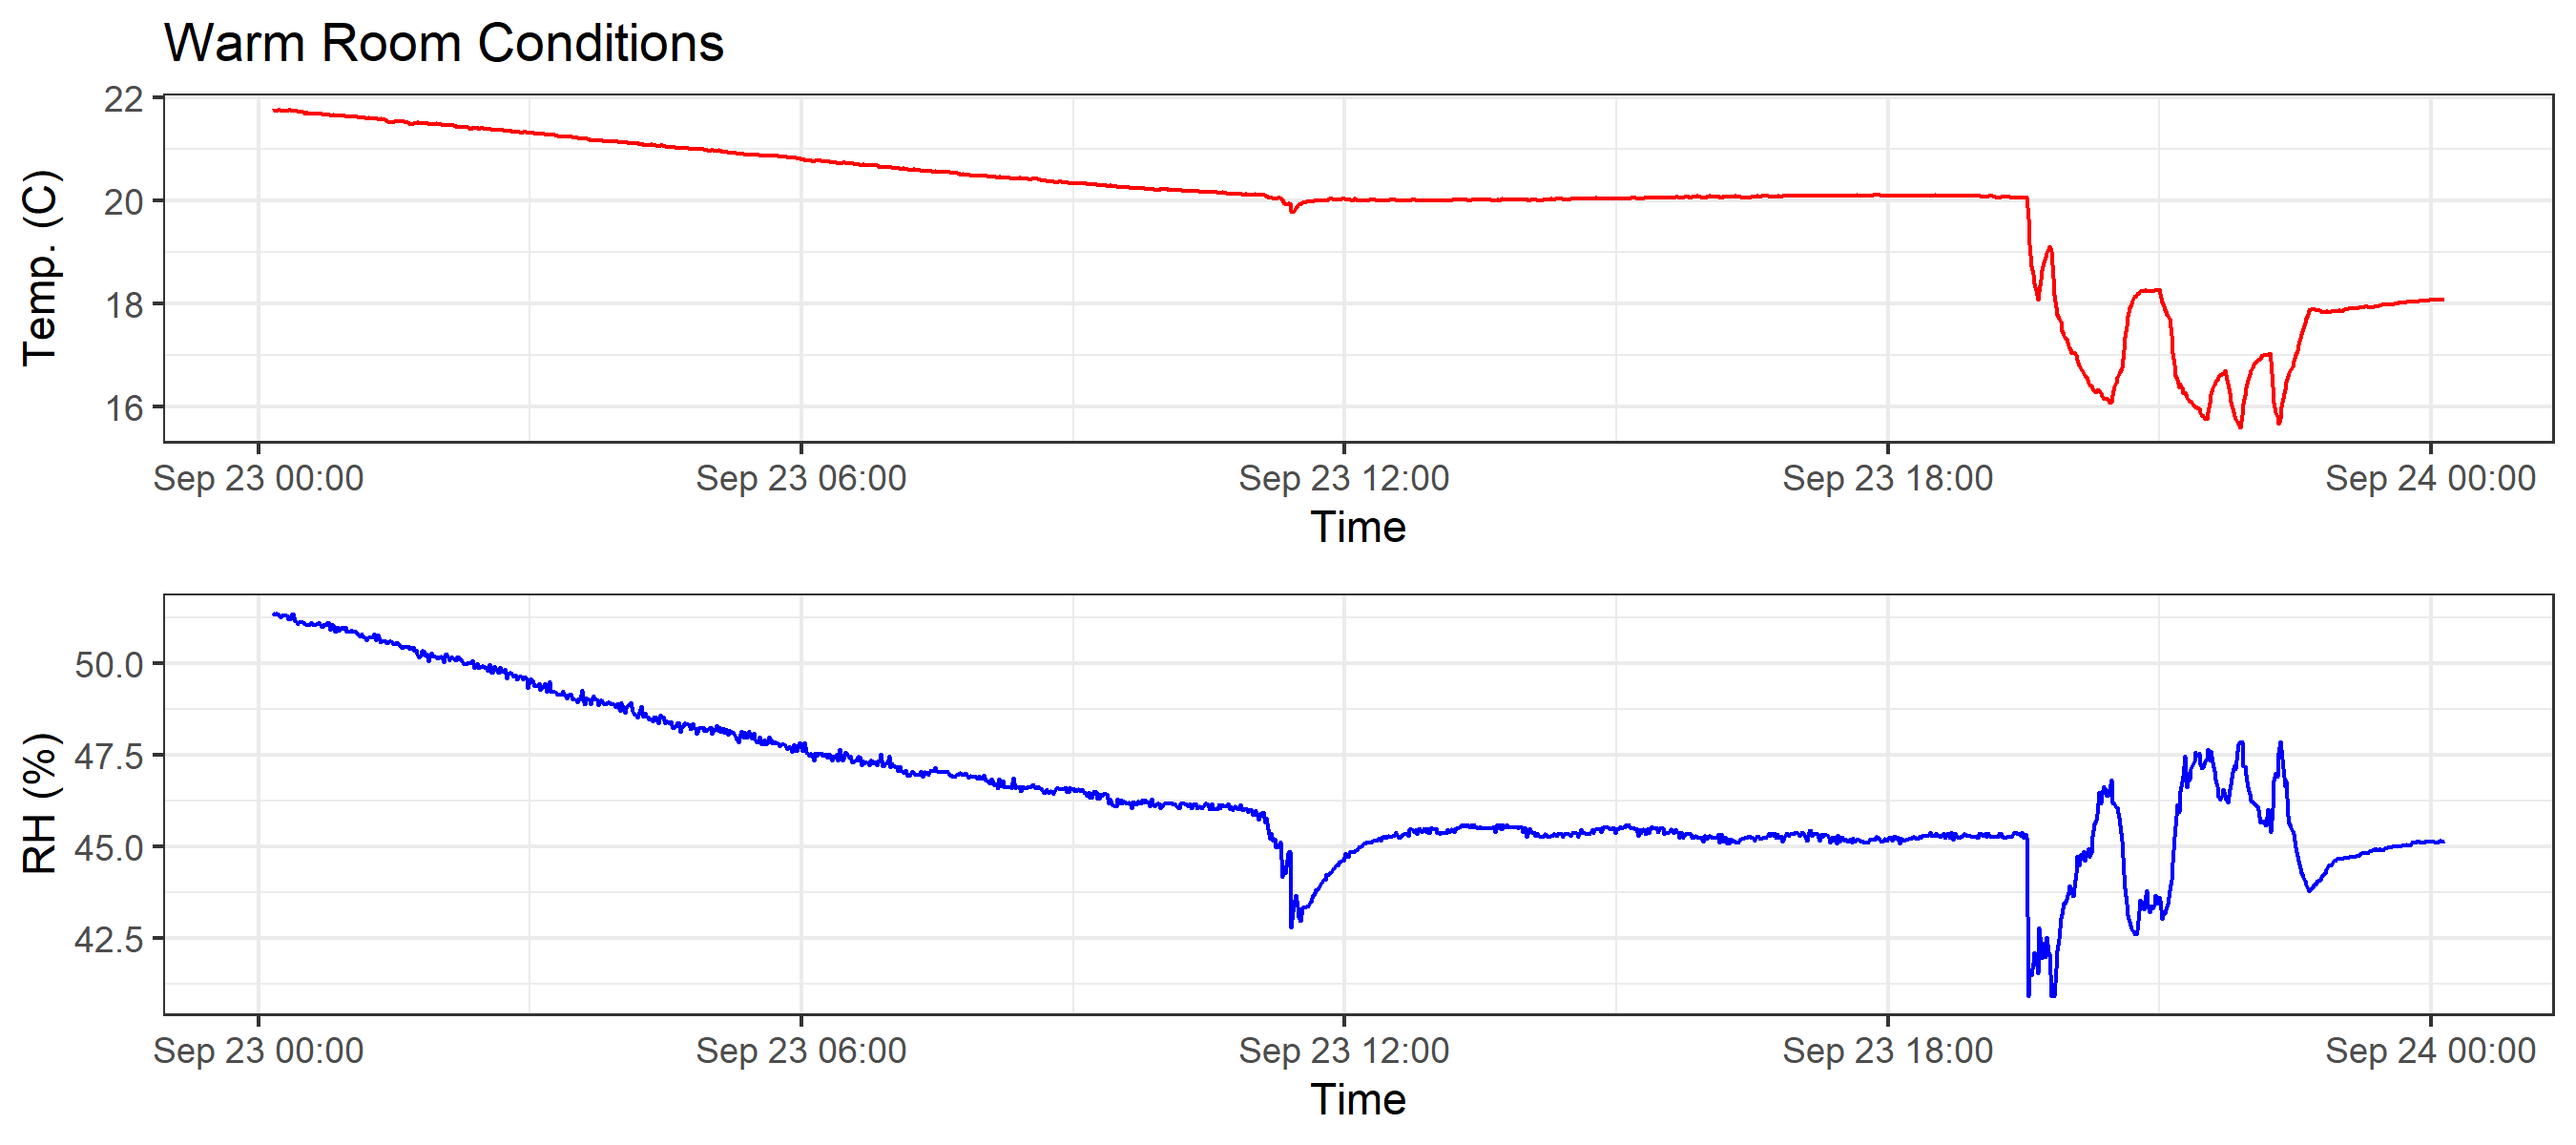 Warm Room Conditions
22
20
18
16
Temp. (C)
Sep 23 00:00 Sep 23 06:00 Sep 23 12:00 Sep 23 18:00 Sep 24 00:00
Time
50.0
47.5
45.0
42.5
RH (%)
Sep 23 00:00 Sep 23 06:00 Sep 23 12:00 Sep 23 18:00 Sep 24 00:00
Time